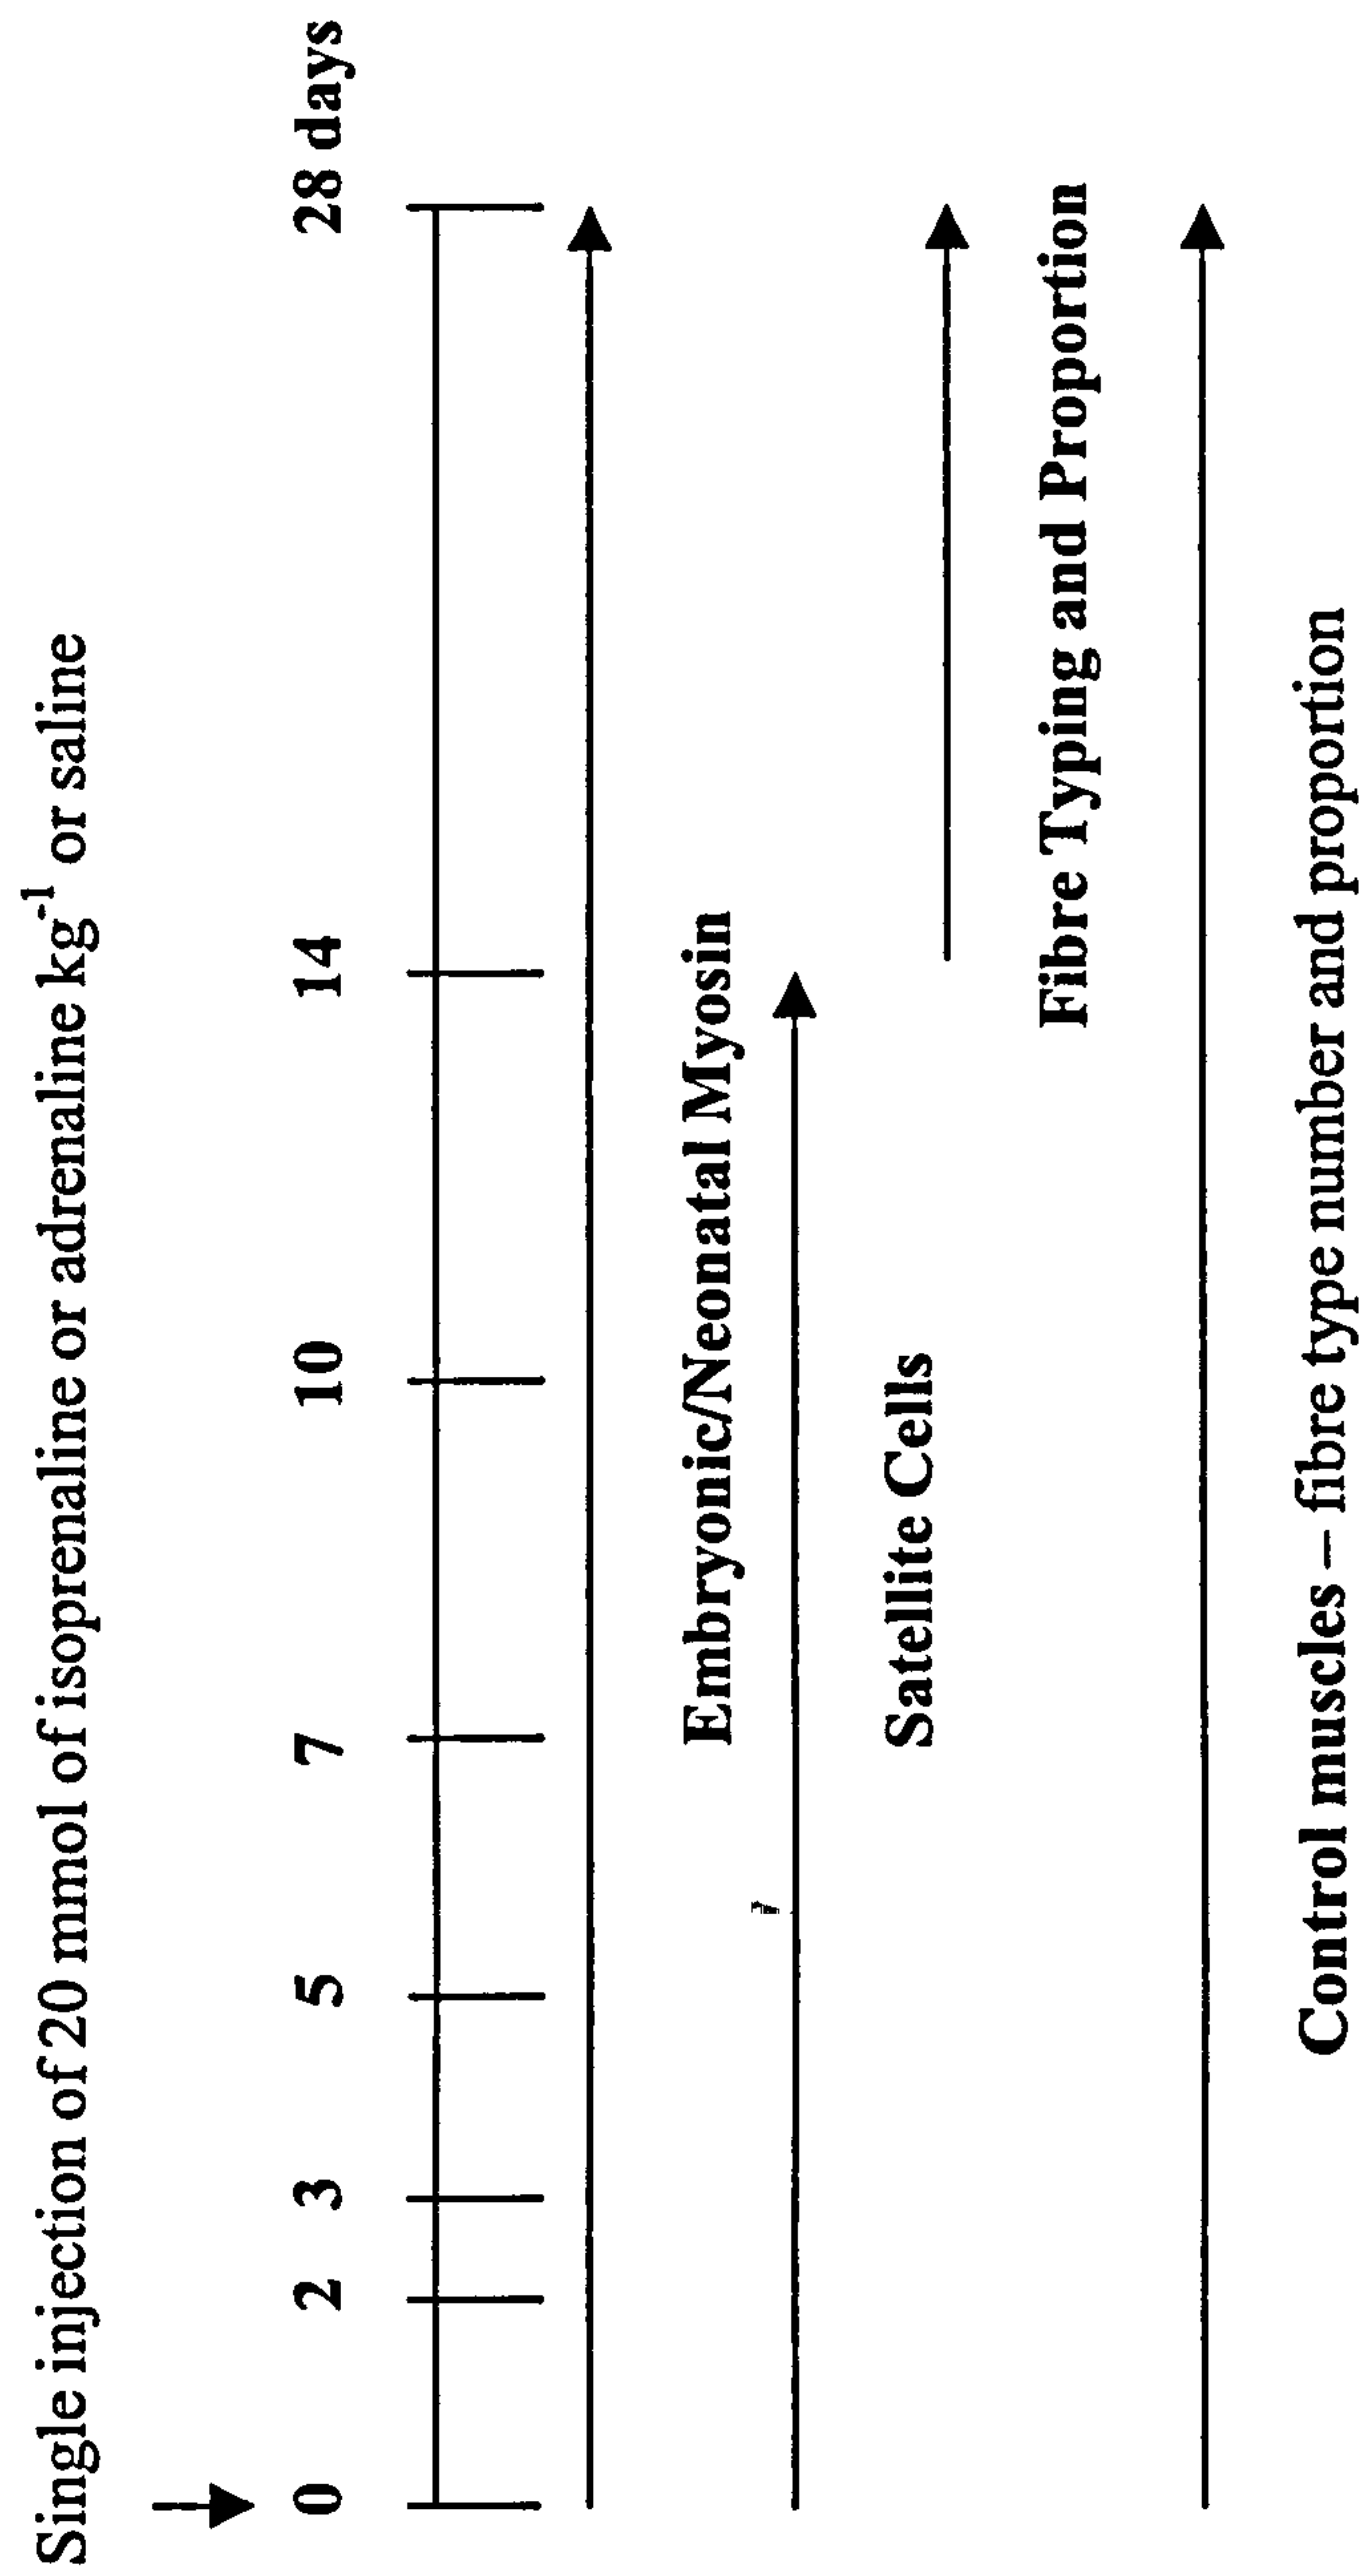 Single injection of 20 mmol of isoprenaline or adrenaline kg⁻¹ or saline
0 2 3 5 7 10 14 28 days
Embryonic/Neonatal Myosin
Satellite Cells
Fibre Typing and Proportion
Control muscles – fibre type number and proportion